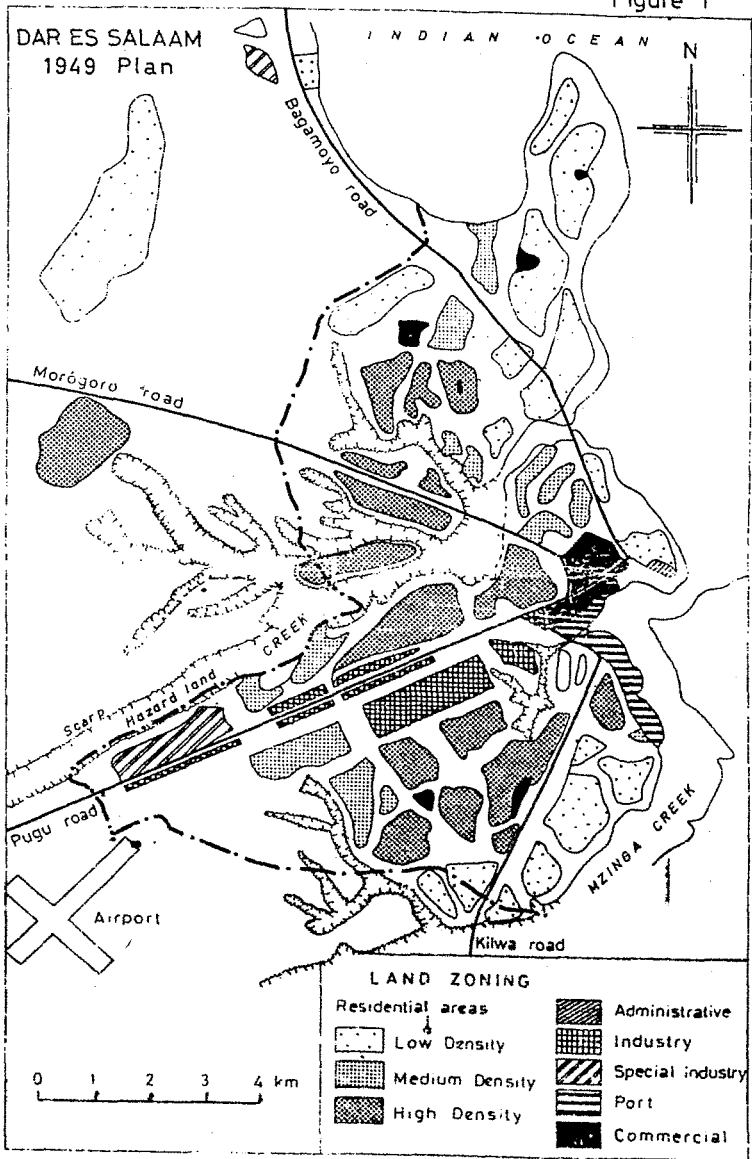 Figure 1
DAR ES SALAAM
1949 Plan
INDIAN OCEAN
N
Bagamoyo road
Morogoro road
CREEK
Scarp
Hazard land
Pugu road
Airport
MZINGA CREEK
Kilwa road
LAND ZONING
Residential areas
Low Density
Medium Density
High Density
Administrative
Industry
Special industry
Port
Commercial
0 1 2 3 4 km